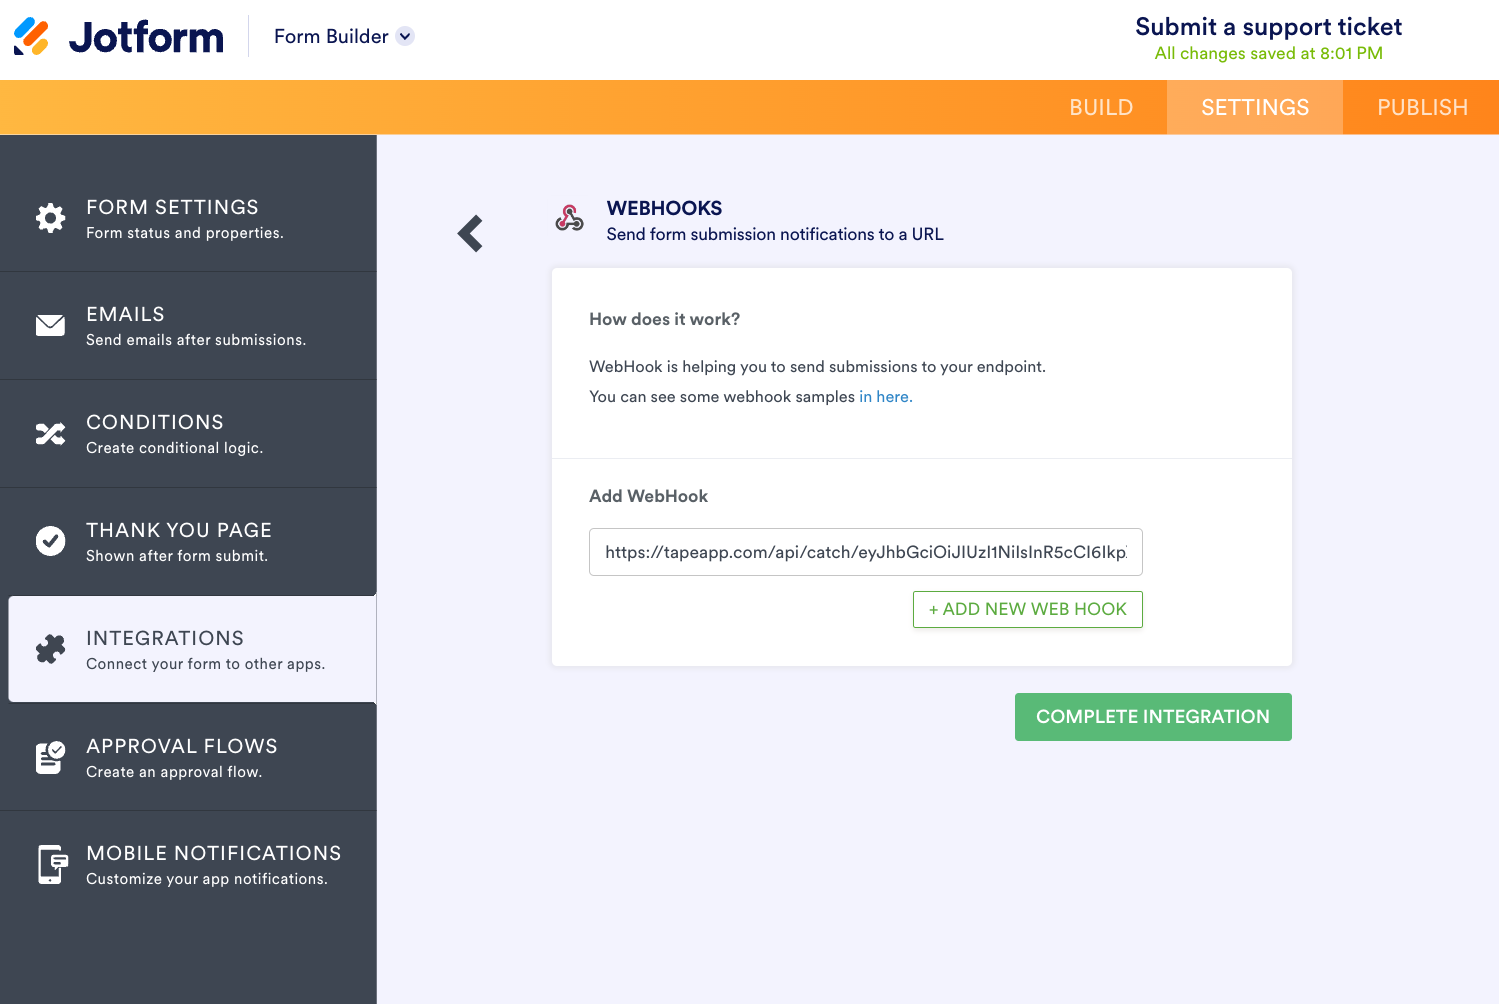 Jotform
Form Builder
Submit a support ticket
All changes saved at 8:01 PM
BUILD
SETTINGS
PUBLISH
FORM SETTINGS
Form status and properties.
EMAILS
Send emails after submissions.
CONDITIONS
Create conditional logic.
THANK YOU PAGE
Shown after form submit.
INTEGRATIONS
Connect your form to other apps.
APPROVAL FLOWS
Create an approval flow.
MOBILE NOTIFICATIONS
Customize your app notifications.
WEBHOOKS
Send form submission notifications to a URL
How does it work?
WebHook is helping you to send submissions to your endpoint.
You can see some webhook samples in here.
Add WebHook
https://tapeapp.com/api/catch/eyJhbGciOiJIUzI1NiIsInR5cCI6Ikp
+ ADD NEW WEB HOOK
COMPLETE INTEGRATION